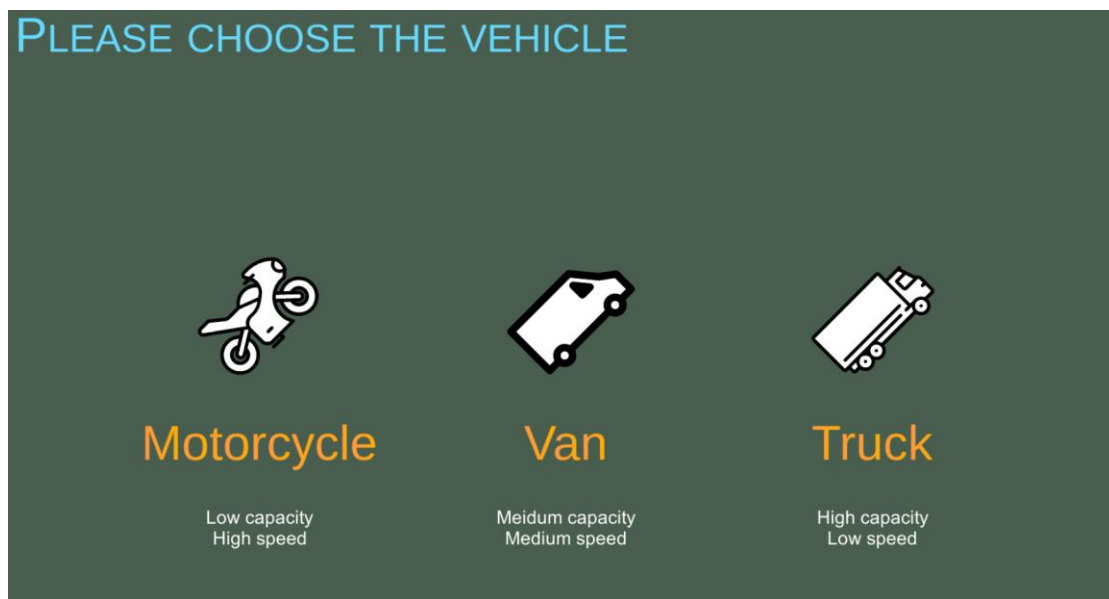 PLEASE CHOOSE THE VEHICLE
Motorcycle
Low capacity
High speed
Van
Meidum capacity
Medium speed
Truck
High capacity
Low speed